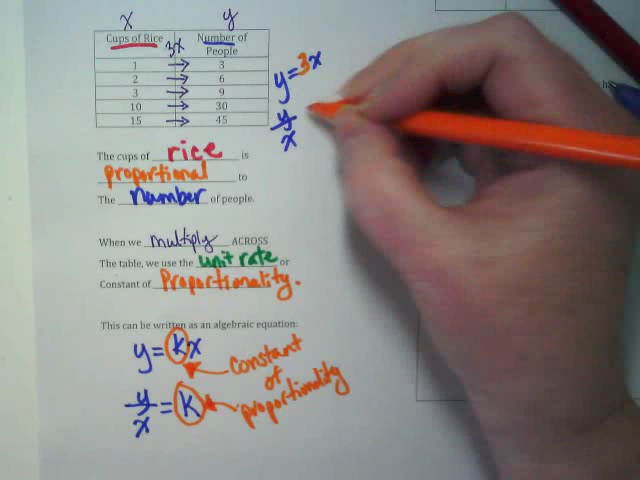 x y
Cups of Rice 3x Number of People
1 → 3
2 → 6
3 → 9
10 → 30
15 → 45
y = 3x
y/x
The cups of rice is
proportional to
The number of people.
When we multiply ACROSS
The table, we use the unit rate or
Constant of Proportionality.
This can be written as an algebraic equation:
y = Kx
constant
of
proportionality
y/x = K